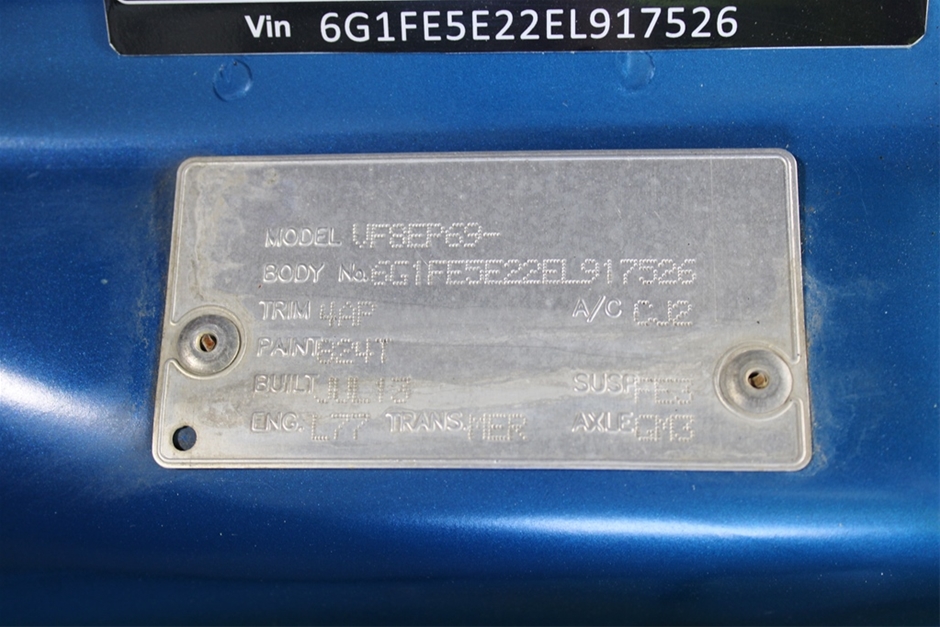 Vin 6G1FE5E22EL917526
MODEL VF8EP69-
BODY No. 6G1FE5E22EL917526
TRIM 4AP A/C CJ2
PAINT 824T
BUILT JUL13 SUSP. FE3
ENG. L77 TRANS. MER AXLE GM3